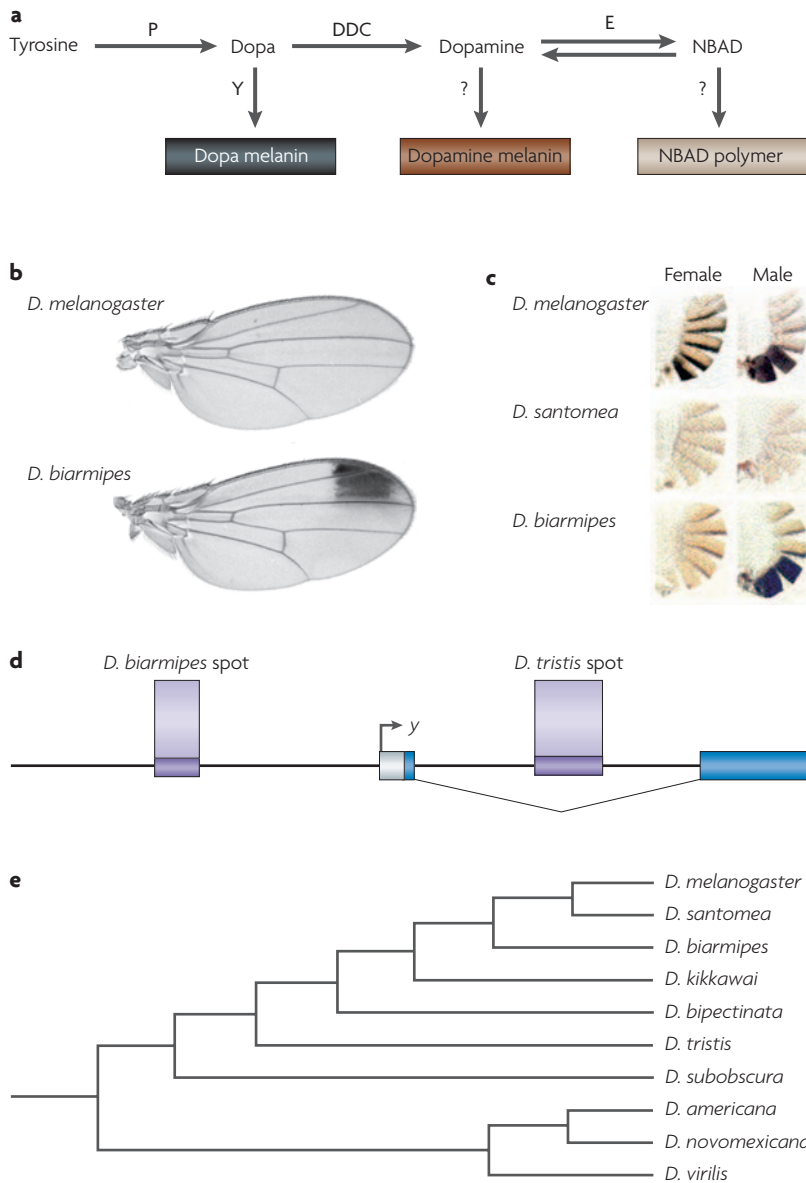 a
P
DDC
E
Tyrosine
Dopa
Dopamine
NBAD
Y
?
?
Dopa melanin
Dopamine melanin
NBAD polymer
b
D. melanogaster
D. biarmipes
c
Female
Male
D. melanogaster
D. santomea
D. biarmipes
d
D. biarmipes spot
D. tristis spot
y
e
D. melanogaster
D. santomea
D. biarmipes
D. kikkawai
D. bipectinata
D. tristis
D. subobscura
D. americana
D. novomexicana
D. virilis